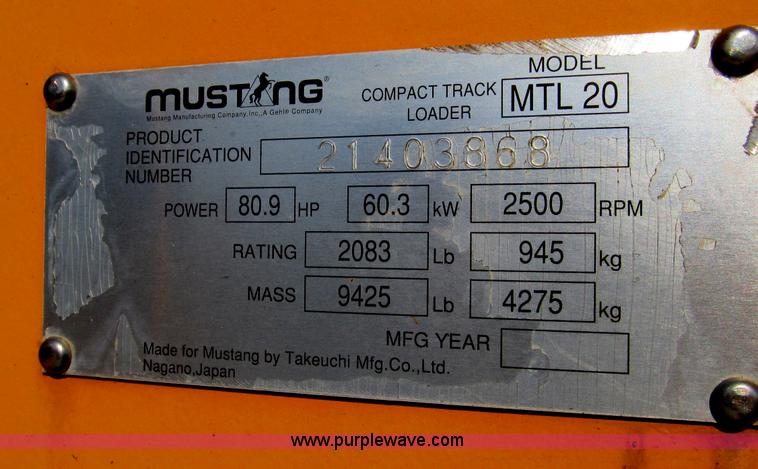 MUSTANG®
Mustang Manufacturing Company, Inc., A Gehl® Company
COMPACT TRACK LOADER
MODEL
MTL 20
PRODUCT IDENTIFICATION NUMBER
21403868
POWER 80.9 HP 60.3 kW 2500 RPM
RATING 2083 Lb 945 kg
MASS 9425 Lb 4275 kg
MFG YEAR
Made for Mustang by Takeuchi Mfg.Co.,Ltd.
Nagano,Japan
www.purplewave.com